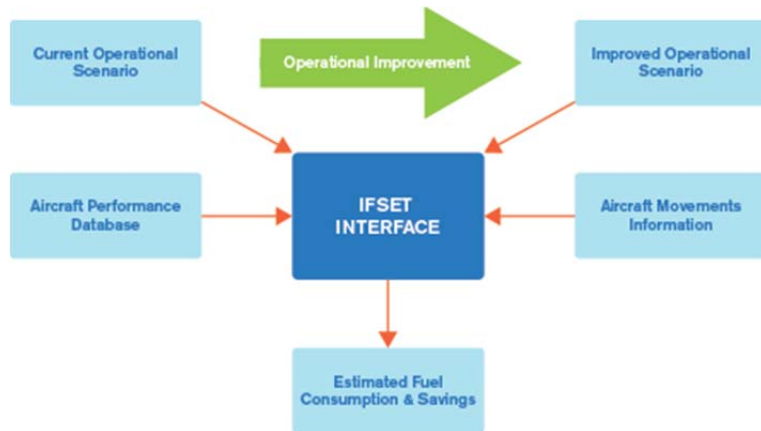 Current Operational
Scenario
Operational Improvement
Improved Operational
Scenario
Aircraft Performance
Database
IFSET
INTERFACE
Aircraft Movements
Information
Estimated Fuel
Consumption & Savings